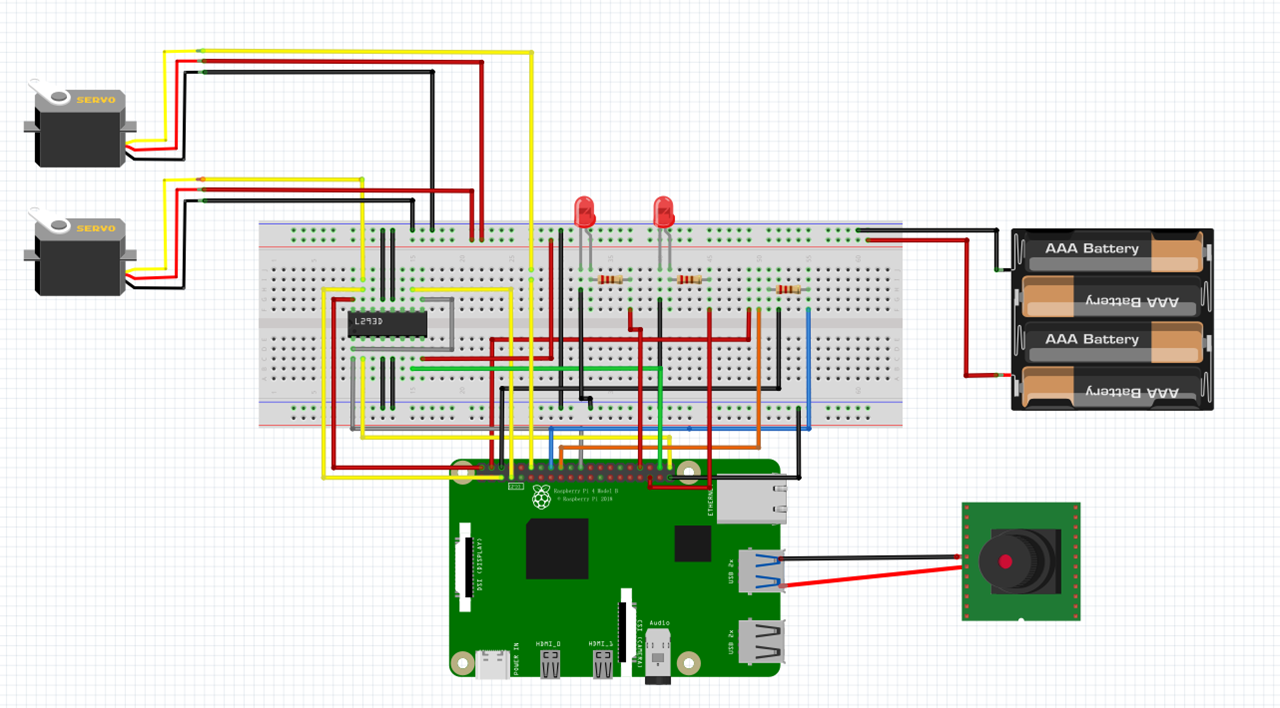 SERVO
SERVO
AAA Battery
AAA Battery
AAA Battery
AAA Battery
L293D
Raspberry Pi 4 Model B
© Raspberry Pi 2018
ETHERN
DSI (DISPLAY)
USB 2x
USB 2x
POWER IN
HDMI_0
HDMI_1
CSI (CAMERA)
Audio